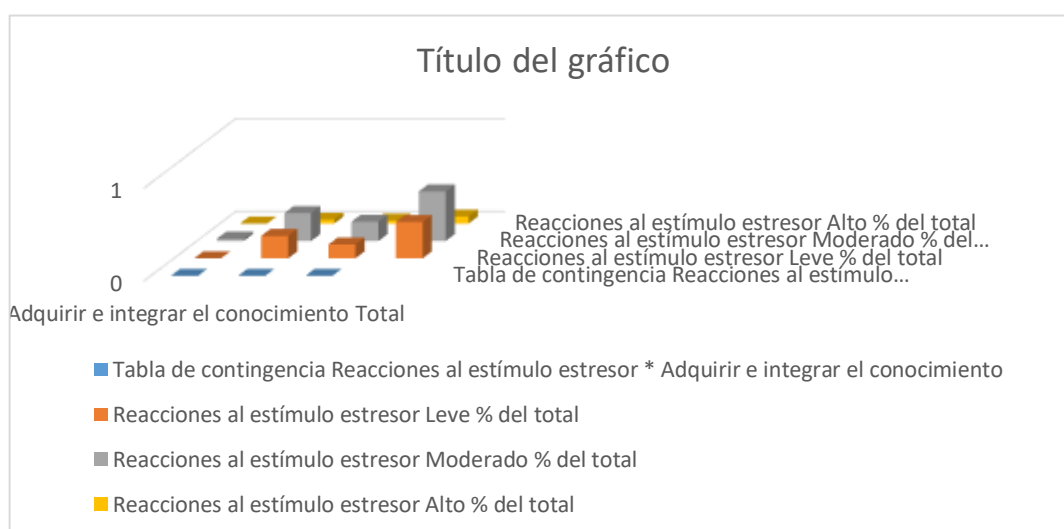 Título del gráfico
1
0
Reacciones al estímulo estresor Alto % del total
Reacciones al estímulo estresor Moderado % del...
Reacciones al estímulo estresor Leve % del total
Tabla de contingencia Reacciones al estímulo...
Adquirir e integrar el conocimiento Total
Tabla de contingencia Reacciones al estímulo estresor * Adquirir e integrar el conocimiento
Reacciones al estímulo estresor Leve % del total
Reacciones al estímulo estresor Moderado % del total
Reacciones al estímulo estresor Alto % del total